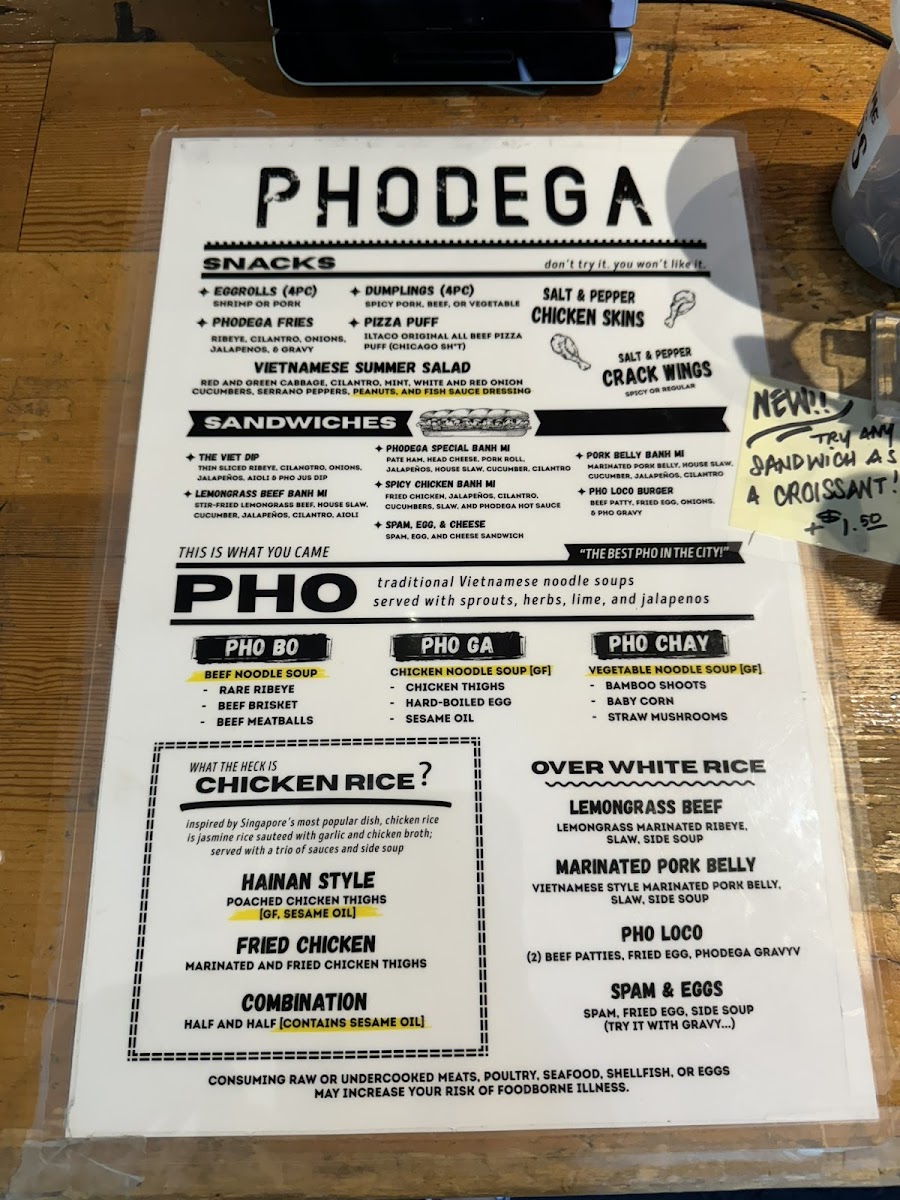 PHODEGA
SNACKS
don't try it. you won't like it.
✦ EGGROLLS (4PC)
SHRIMP OR PORK
✦ DUMPLINGS (4PC)
SPICY PORK, BEEF, OR VEGETABLE
SALT & PEPPER
CHICKEN SKINS
✦ PHODEGA FRIES
RIBEYE, CILANTRO, ONIONS,
JALAPENOS, & GRAVY
✦ PIZZA PUFF
ILTACO ORIGINAL ALL BEEF PIZZA
PUFF (CHICAGO SH*T)
SALT & PEPPER
CRACK WINGS
SPICY OR REGULAR
VIETNAMESE SUMMER SALAD
RED AND GREEN CABBAGE, CILANTRO, MINT, WHITE AND RED ONION
CUCUMBERS, SERRANO PEPPERS, PEANUTS, AND FISH SAUCE DRESSING
SANDWICHES
✦ THE VIET DIP
THIN SLICED RIBEYE, CILANTRO, ONIONS,
JALAPEÑOS, AIOLI & PHO JUS DIP
✦ LEMONGRASS BEEF BANH MI
STIR-FRIED LEMONGRASS BEEF, HOUSE SLAW,
CUCUMBER, JALAPEÑOS, CILANTRO, AIOLI
✦ PHODEGA SPECIAL BANH MI
PATE HAM, HEAD CHEESE, PORK ROLL,
JALAPEÑOS, HOUSE SLAW, CUCUMBER, CILANTRO
✦ SPICY CHICKEN BANH MI
FRIED CHICKEN, JALAPEÑOS, CILANTRO,
CUCUMBERS, SLAW, AND PHODEGA HOT SAUCE
✦ SPAM, EGG, & CHEESE
SPAM, EGG, AND CHEESE SANDWICH
✦ PORK BELLY BANH MI
MARINATED PORK BELLY, HOUSE SLAW,
CUCUMBER, JALAPEÑOS, CILANTRO
✦ PHO LOCO BURGER
BEEF PATTY, FRIED EGG, ONIONS,
& PHO GRAVY
NEW!!
TRY ANY
SANDWICH AS
A CROISSANT!
+ $1.50
THIS IS WHAT YOU CAME
"THE BEST PHO IN THE CITY!"
PHO
traditional Vietnamese noodle soups
served with sprouts, herbs, lime, and jalapenos
PHO BO
BEEF NOODLE SOUP
- RARE RIBEYE
- BEEF BRISKET
- BEEF MEATBALLS
PHO GA
CHICKEN NOODLE SOUP [GF]
- CHICKEN THIGHS
- HARD-BOILED EGG
- SESAME OIL
PHO CHAY
VEGETABLE NOODLE SOUP [GF]
- BAMBOO SHOOTS
- BABY CORN
- STRAW MUSHROOMS
WHAT THE HECK IS
CHICKEN RICE?
inspired by Singapore's most popular dish, chicken rice
is jasmine rice sauteed with garlic and chicken broth;
served with a trio of sauces and side soup
HAINAN STYLE
POACHED CHICKEN THIGHS
[GF, SESAME OIL]
FRIED CHICKEN
MARINATED AND FRIED CHICKEN THIGHS
COMBINATION
HALF AND HALF [CONTAINS SESAME OIL]
OVER WHITE RICE
LEMONGRASS BEEF
LEMONGRASS MARINATED RIBEYE,
SLAW, SIDE SOUP
MARINATED PORK BELLY
VIETNAMESE STYLE MARINATED PORK BELLY,
SLAW, SIDE SOUP
PHO LOCO
(2) BEEF PATTIES, FRIED EGG, PHODEGA GRAVYV
SPAM & EGGS
SPAM, FRIED EGG, SIDE SOUP
(TRY IT WITH GRAVY...)
CONSUMING RAW OR UNDERCOOKED MEATS, POULTRY, SEAFOOD, SHELLFISH, OR EGGS
MAY INCREASE YOUR RISK OF FOODBORNE ILLNESS.